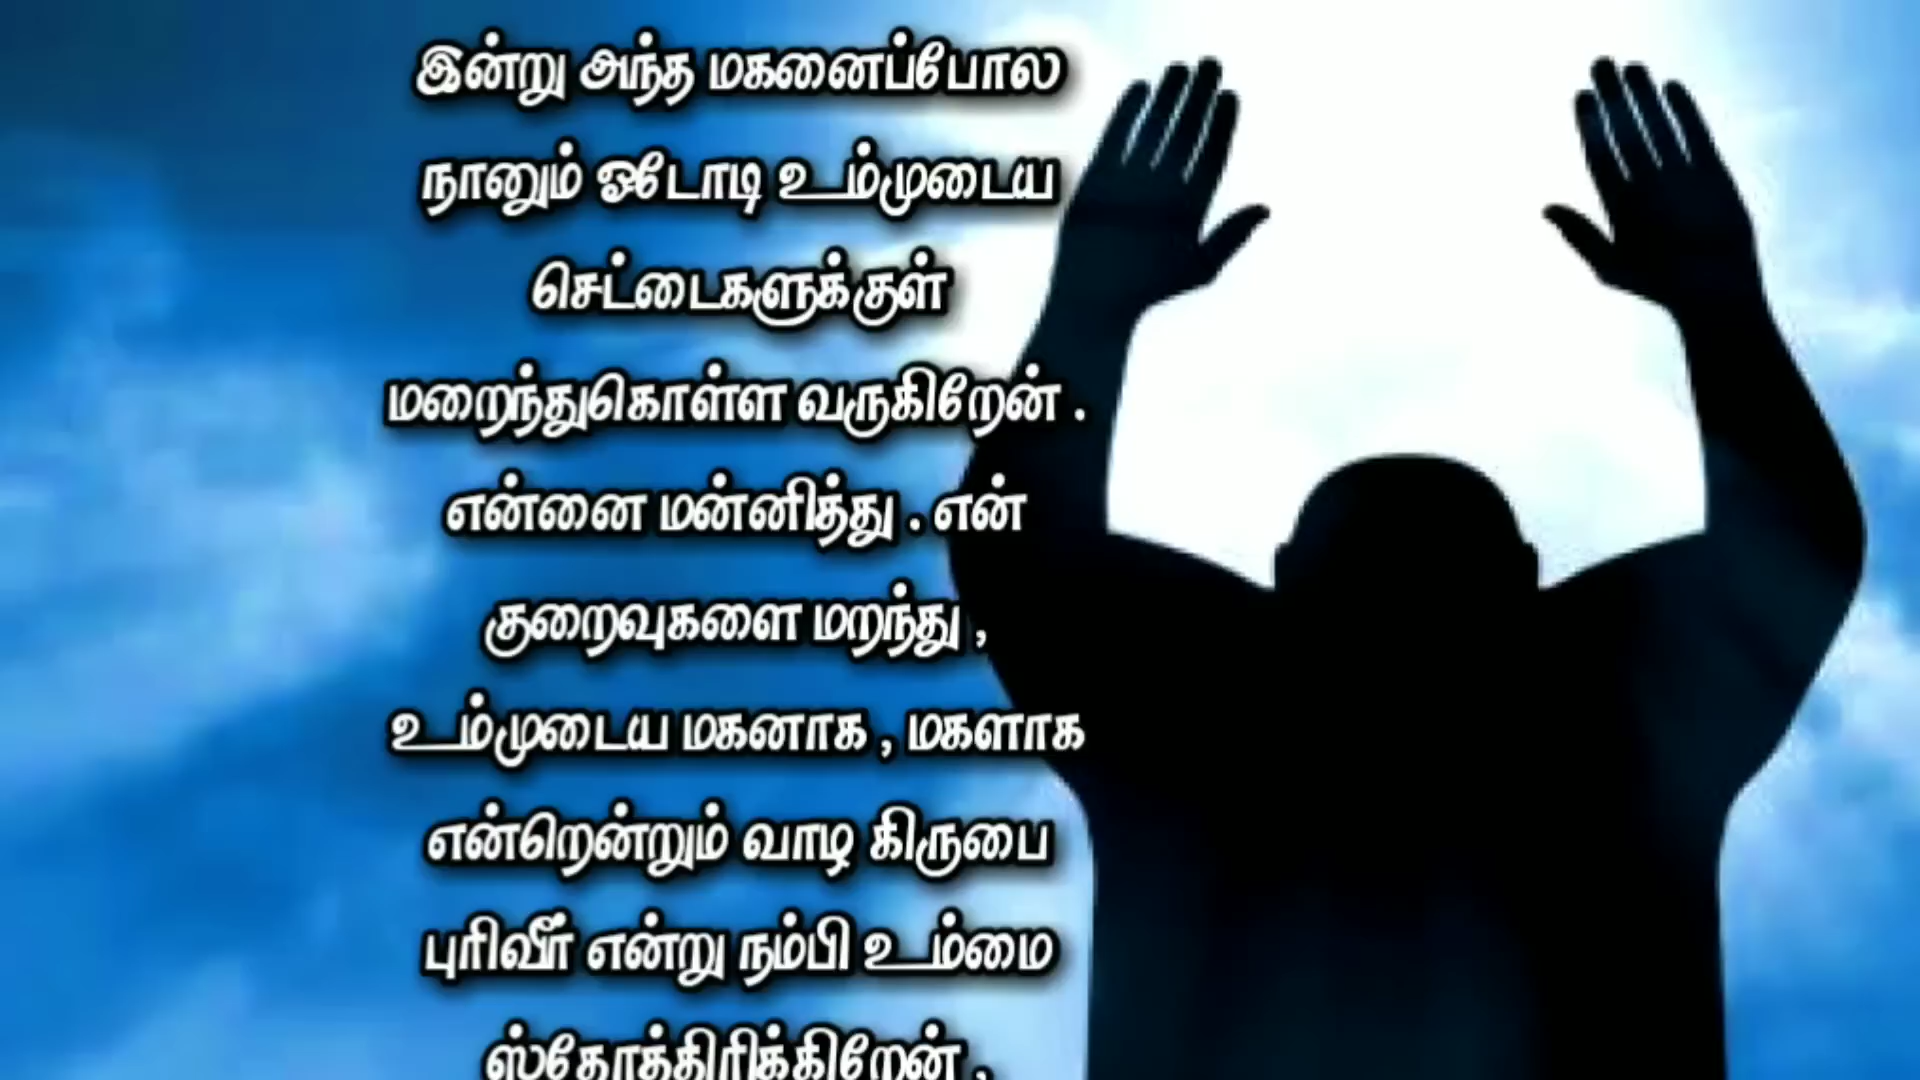 இன்று அந்த மகனைப்போல
நானும் ஓடோடி உம்முடைய
செட்டைகளுக்குள்
மறைந்துகொள்ள வருகிறேன் .
என்னை மன்னித்து . என்
குறைவுகளை மறந்து ,
உம்முடைய மகனாக , மகளாக
என்றென்றும் வாழ கிருபை
புரிவீர் என்று நம்பி உம்மை
ஸ்தோத்திரிக்கிறேன் .